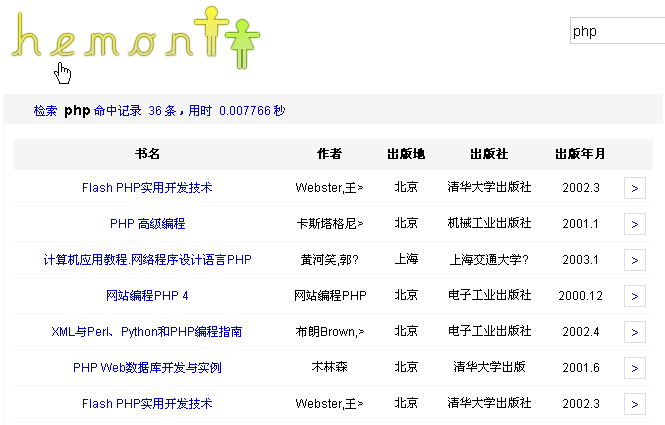 hemon
php
检索 php 命中记录 36 条，用时 0.007766 秒
书名 作者 出版地 出版社 出版年月
Flash PHP实用开发技术 Webster,王> 北京 清华大学出版社 2002.3 >
PHP 高级编程 卡斯塔格尼> 北京 机械工业出版社 2001.1 >
计算机应用教程.网络程序设计语言PHP 黄河笑,郭? 上海 上海交通大学? 2003.1 >
网站编程PHP 4 网站编程PHP 北京 电子工业出版社 2000.12 >
XML与Perl、Python和PHP编程指南 布朗Brown,> 北京 电子工业出版社 2002.4 >
PHP Web数据库开发与实例 木林森 北京 清华大学出版 2001.6 >
Flash PHP实用开发技术 Webster,王> 北京 清华大学出版社 2002.3 >